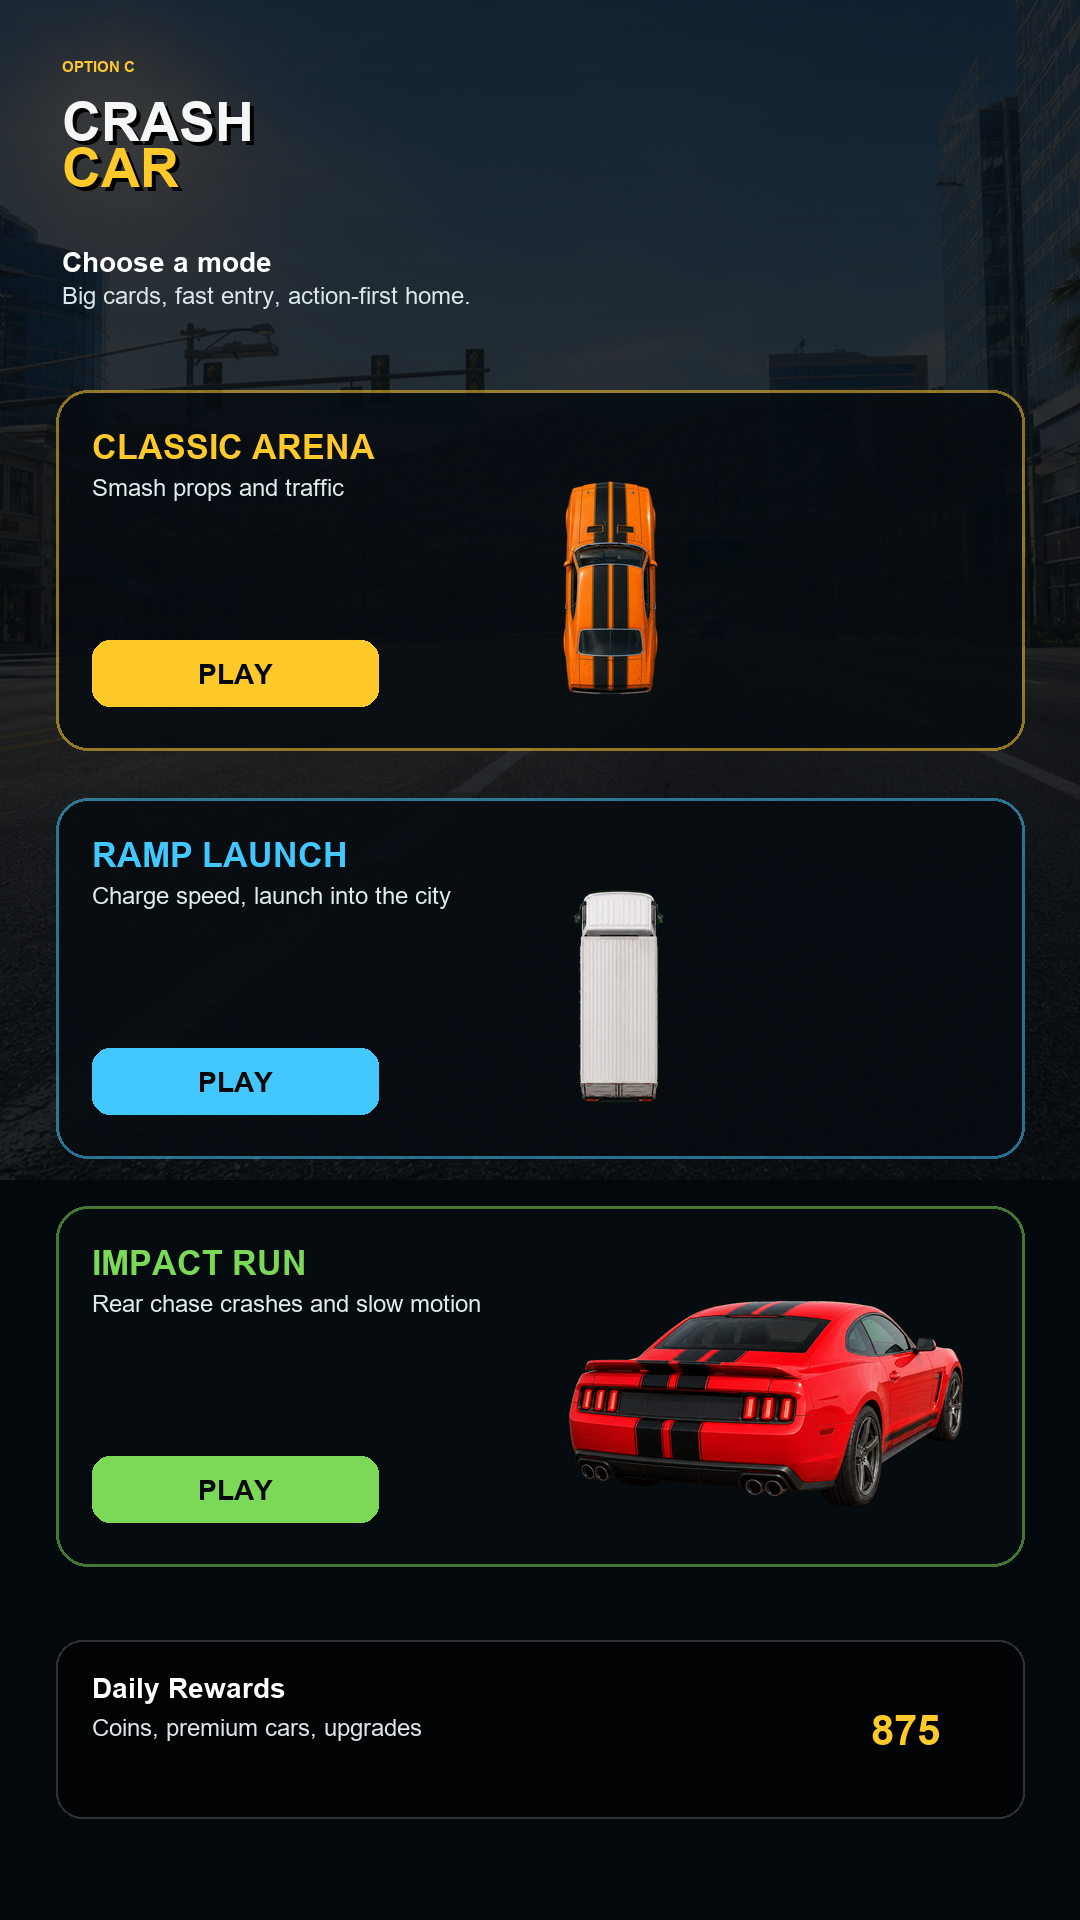 OPTION C
CRASH
CAR
Choose a mode
Big cards, fast entry, action-first home.
CLASSIC ARENA
Smash props and traffic
PLAY
RAMP LAUNCH
Charge speed, launch into the city
PLAY
IMPACT RUN
Rear chase crashes and slow motion
PLAY
Daily Rewards
Coins, premium cars, upgrades
875